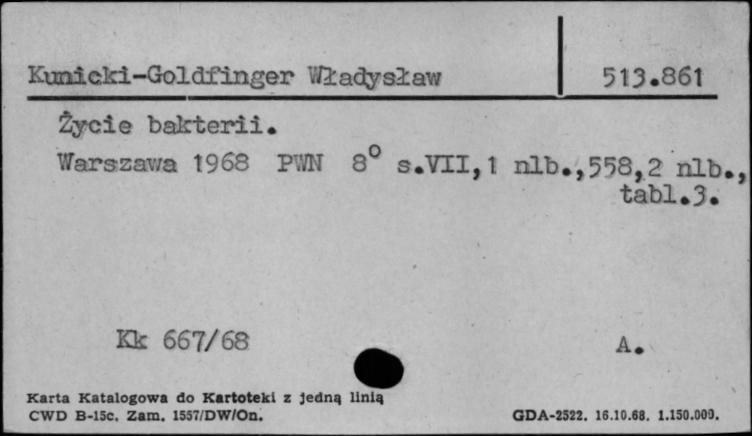 Kunicki-Goldfinger Władysław 513.861
Życie bakterii.
Warszawa 1968 PWN 8° s.VII,1 nlb.,558,2 nlb.,
tabl.3.
Kk 667/68 A.
Karta Katalogowa do Kartoteki z jedną linią
CWD B-15c. Zam. 1557/DW/On. GDA-2522. 16.10.68. 1.150.000.